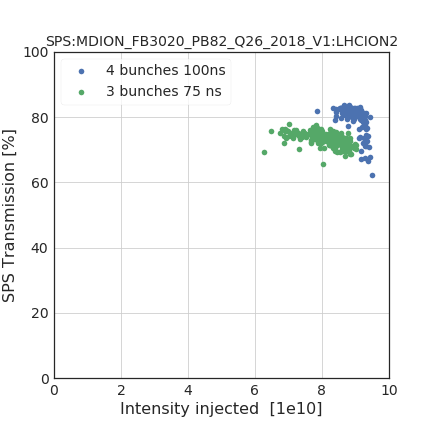 SPS:MDION_FB3020_PB82_Q26_2018_V1:LHCION2
100
80
60
40
20
0
4 bunches 100ns
3 bunches 75 ns
SPS Transmission [%]
0 2 4 6 8 10
Intensity injected [1e10]